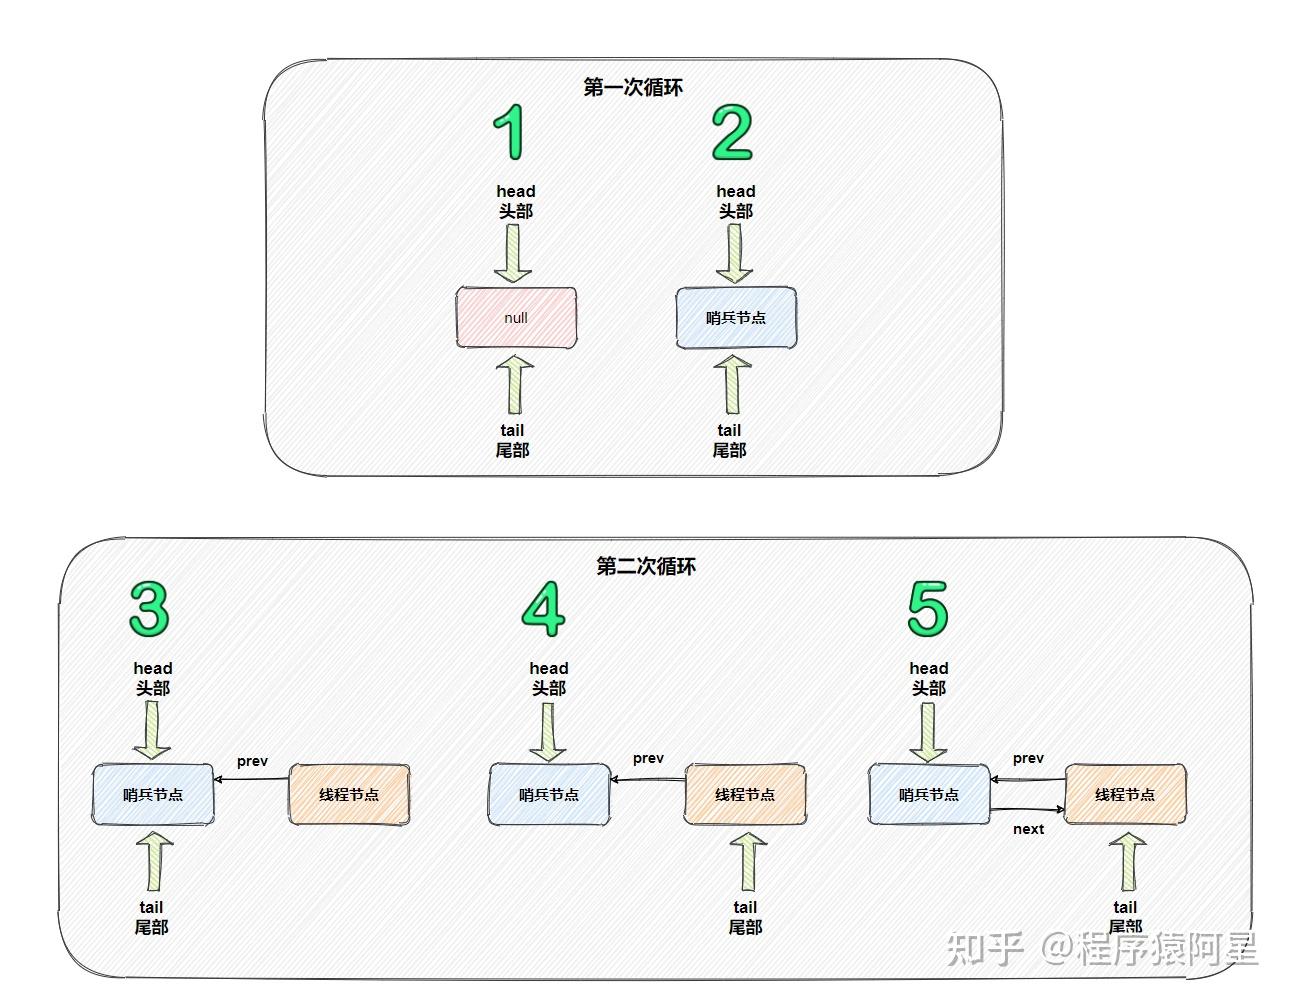 第一次循环
1
2
head
头部
head
头部
null
哨兵节点
tail
尾部
tail
尾部
第二次循环
3
4
5
head
头部
head
头部
head
头部
prev
prev
prev
哨兵节点
线程节点
哨兵节点
线程节点
哨兵节点
线程节点
next
tail
尾部
tail
尾部
tail
尾部
知乎 @程序猿阿星